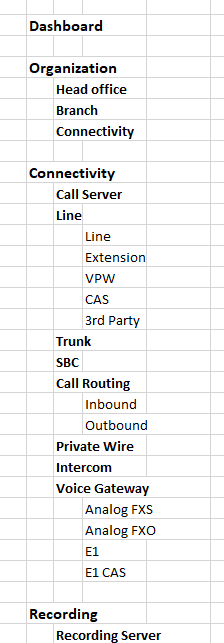 Dashboard
Organization
Head office
Branch
Connectivity
Connectivity
Call Server
Line
Line
Extension
VPW
CAS
3rd Party
Trunk
SBC
Call Routing
Inbound
Outbound
Private Wire
Intercom
Voice Gateway
Analog FXS
Analog FXO
E1
E1 CAS
Recording
Recording Server